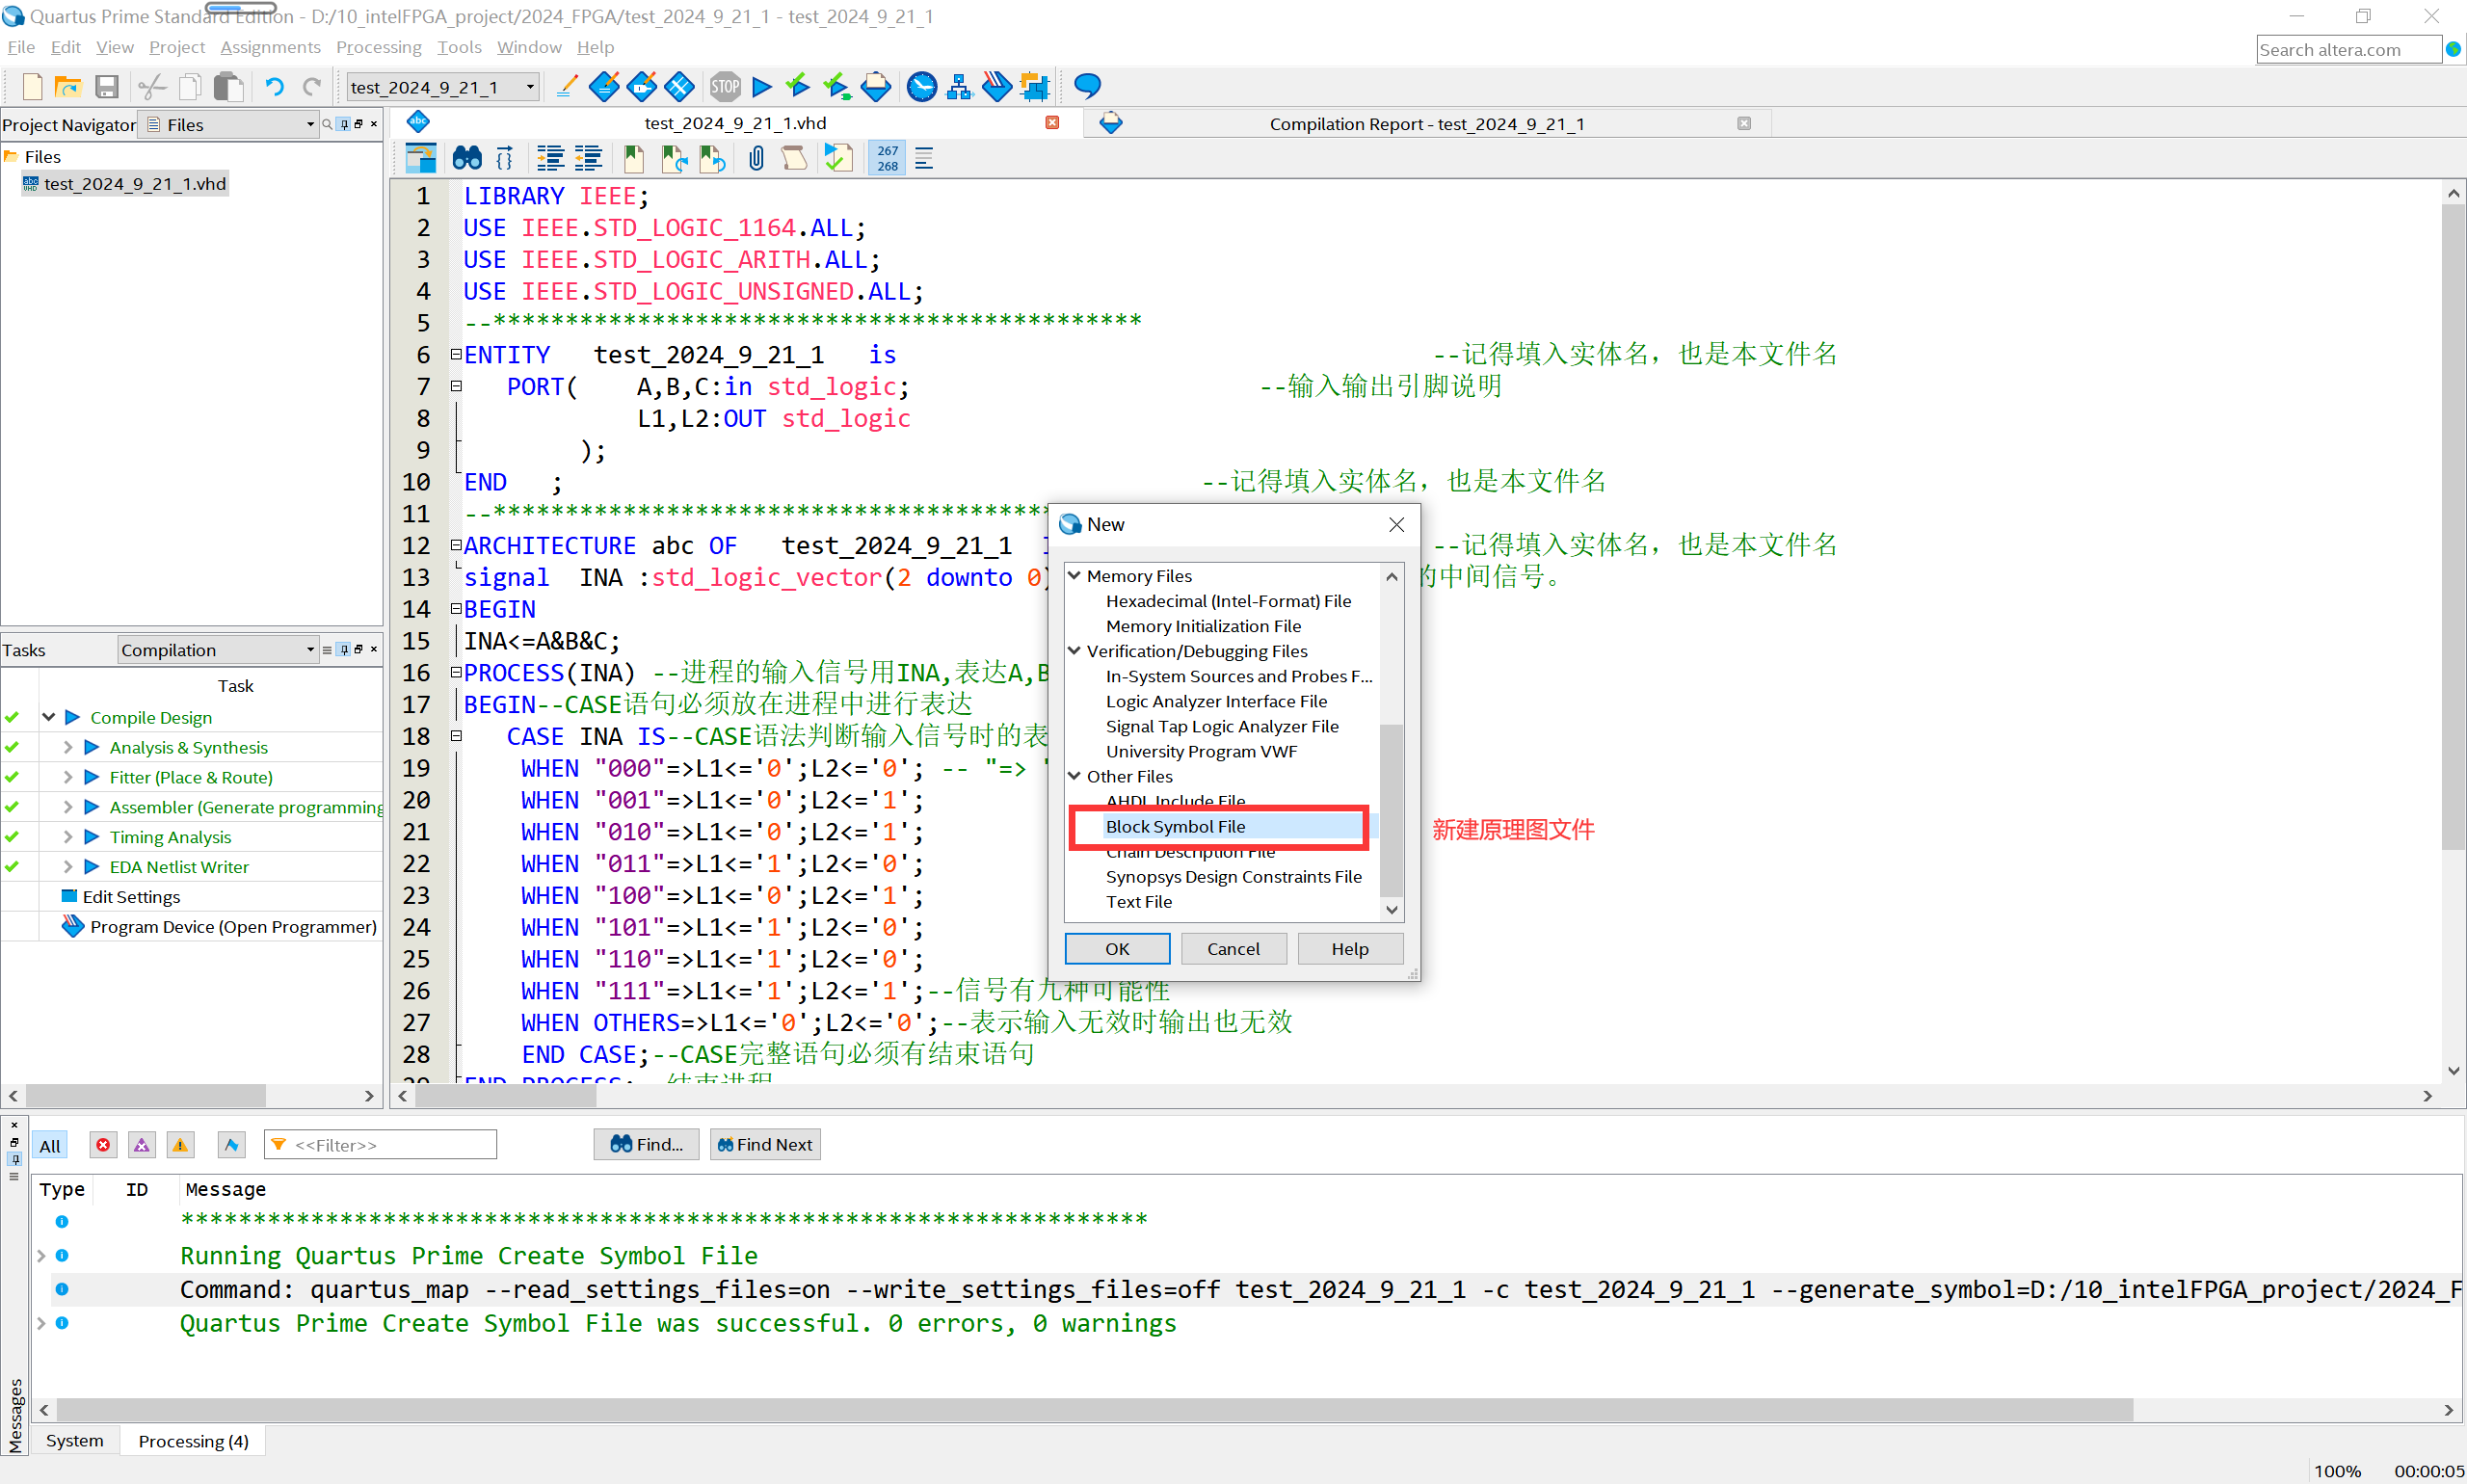 Quartus Prime Standard Edition - D:/10_intelFPGA_project/2024_FPGA/test_2024_9_21_1 - test_2024_9_21_1
File Edit View Project Assignments Processing Tools Window Help
Search altera.com
test_2024_9_21_1
STOP
Project Navigator Files
test_2024_9_21_1.vhd
Compilation Report - test_2024_9_21_1
Files
test_2024_9_21_1.vhd
267
268
1 LIBRARY IEEE;
2 USE IEEE.STD_LOGIC_1164.ALL;
3 USE IEEE.STD_LOGIC_ARITH.ALL;
4 USE IEEE.STD_LOGIC_UNSIGNED.ALL;
5 --*********************************************
6 ENTITY test_2024_9_21_1 is --记得填入实体名，也是本文件名
7 PORT( A,B,C:in std_logic; --输入输出引脚说明
8 L1,L2:OUT std_logic
9 );
10 END ; --记得填入实体名，也是本文件名
11 --***************************************
12 ARCHITECTURE abc OF test_2024_9_21_1 --记得填入实体名，也是本文件名
13 signal INA :std_logic_vector(2 downto 0) 的中间信号。
14 BEGIN
15 INA<=A&B&C;
16 PROCESS(INA) --进程的输入信号用INA,表达A,B
17 BEGIN--CASE语句必须放在进程中进行表达
18 CASE INA IS--CASE语法判断输入信号时的表
19 WHEN "000"=>L1<='0';L2<='0'; -- "=>
20 WHEN "001"=>L1<='0';L2<='1';
21 WHEN "010"=>L1<='0';L2<='1';
22 WHEN "011"=>L1<='1';L2<='0';
23 WHEN "100"=>L1<='0';L2<='1';
24 WHEN "101"=>L1<='1';L2<='0';
25 WHEN "110"=>L1<='1';L2<='0';
26 WHEN "111"=>L1<='1';L2<='1';--信号有九种可能性
27 WHEN OTHERS=>L1<='0';L2<='0';--表示输入无效时输出也无效
28 END CASE;--CASE完整语句必须有结束语句
29 END PROCESS; 结束进程
New
Memory Files
Hexadecimal (Intel-Format) File
Memory Initialization File
Verification/Debugging Files
In-System Sources and Probes F...
Logic Analyzer Interface File
Signal Tap Logic Analyzer File
University Program VWF
Other Files
AHDL Include File
Block Symbol File
Chain Description File
Synopsys Design Constraints File
Text File
OK Cancel Help
新建原理图文件
Tasks Compilation
Task
Compile Design
Analysis & Synthesis
Fitter (Place & Route)
Assembler (Generate programming
Timing Analysis
EDA Netlist Writer
Edit Settings
Program Device (Open Programmer)
All <<Filter>> Find... Find Next
Type ID Message
*******************************************************************
Running Quartus Prime Create Symbol File
Command: quartus_map --read_settings_files=on --write_settings_files=off test_2024_9_21_1 -c test_2024_9_21_1 --generate_symbol=D:/10_intelFPGA_project/2024_F
Quartus Prime Create Symbol File was successful. 0 errors, 0 warnings
Messages
System Processing (4)
100% 00:00:05